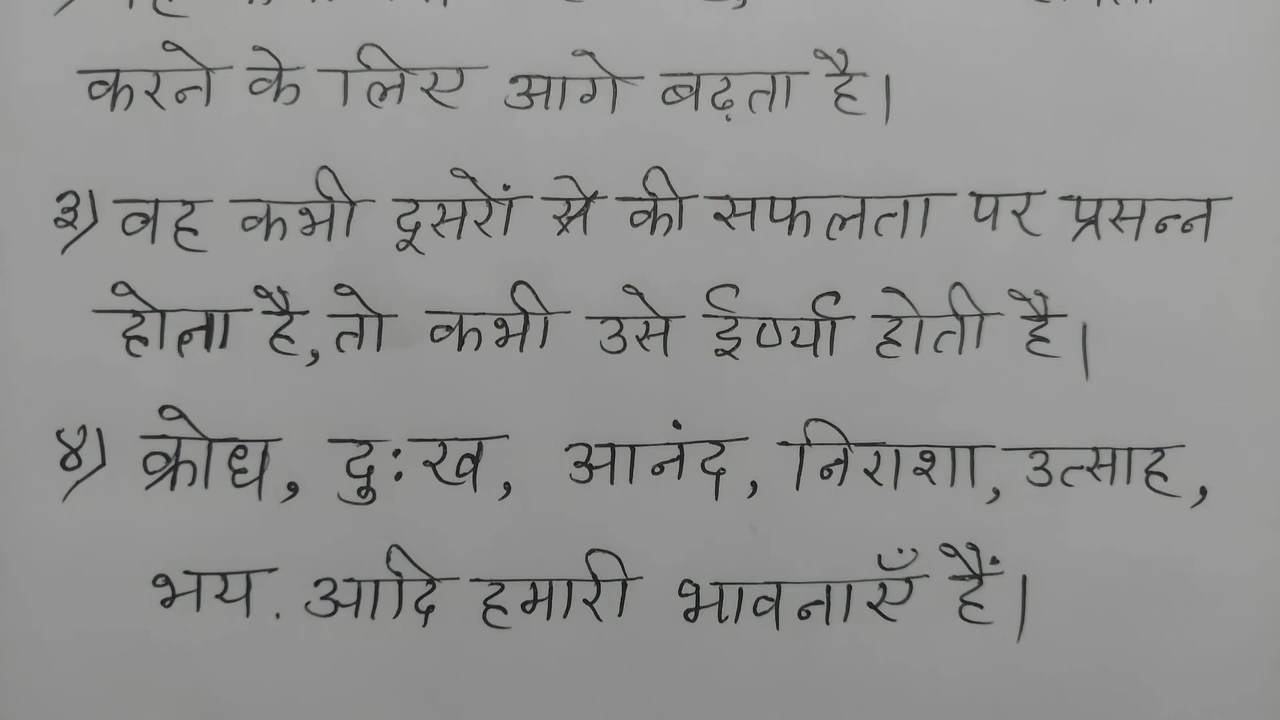 करने के लिए आगे बढ़ता है।
३) वह कभी दूसरों से की सफलता पर प्रसन्न
होता है, तो कभी उसे ईर्ष्या होती है।
४) क्रोध, दुःख, आनंद, निराशा, उत्साह,
भय. आदि हमारी भावनाएँ हैं।